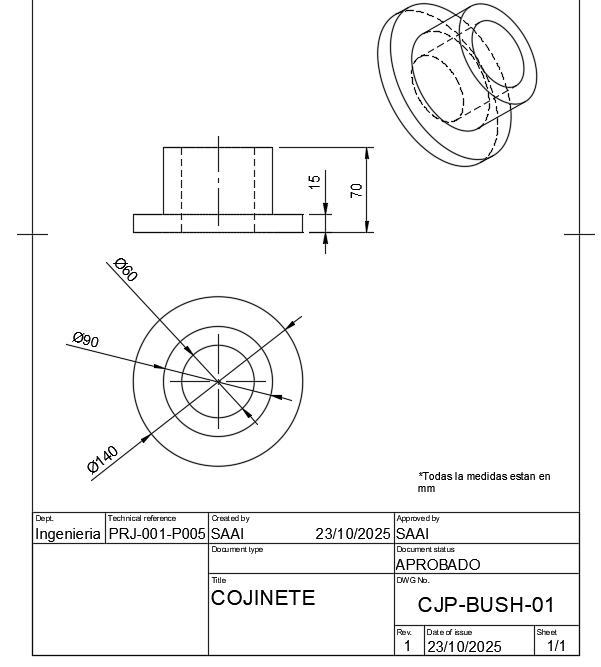 15
70
Ø60
Ø90
Ø140
*Todas la medidas estan en
mm
Dept.
Ingenieria
Technical reference
PRJ-001-P005
Created by
SAAI
23/10/2025
Approved by
SAAI
Document type
Document status
APROBADO
Title
COJINETE
DWG No.
CJP-BUSH-01
Rev.
1
Date of issue
23/10/2025
Sheet
1/1